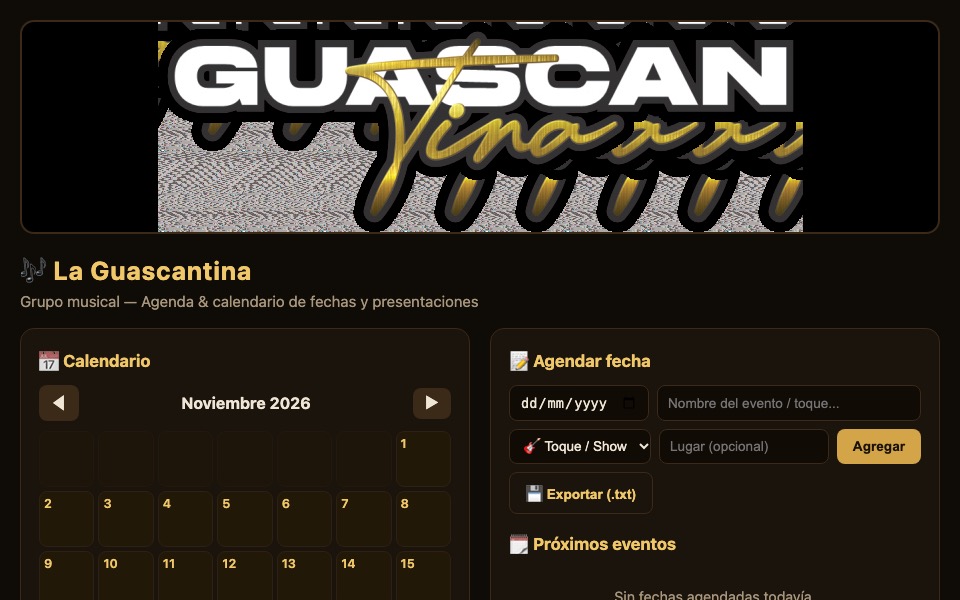 GUASCAN
Tina
🎶 La Guascantina
Grupo musical — Agenda & calendario de fechas y presentaciones
📅 Calendario
◀ Noviembre 2026 ▶
1
2 3 4 5 6 7 8
9 10 11 12 13 14 15
📝 Agendar fecha
dd/mm/yyyy Nombre del evento / toque...
🎸 Toque / Show Lugar (opcional) Agregar
💾 Exportar (.txt)
🗓️ Próximos eventos
Sin fechas agendadas todavía